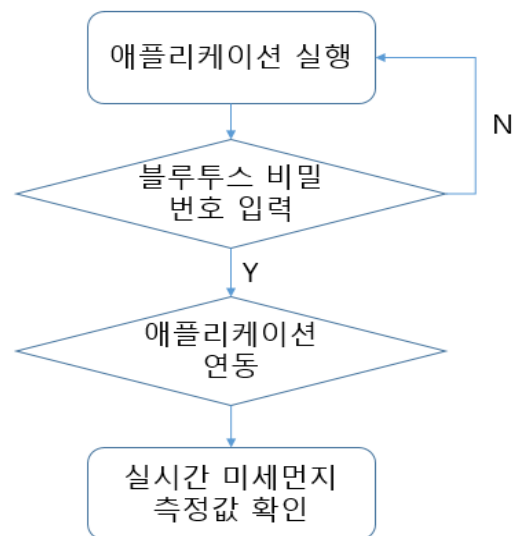 애플리케이션 실행
N
블루투스 비밀
번호 입력
Y
애플리케이션
연동
실시간 미세먼지
측정값 확인